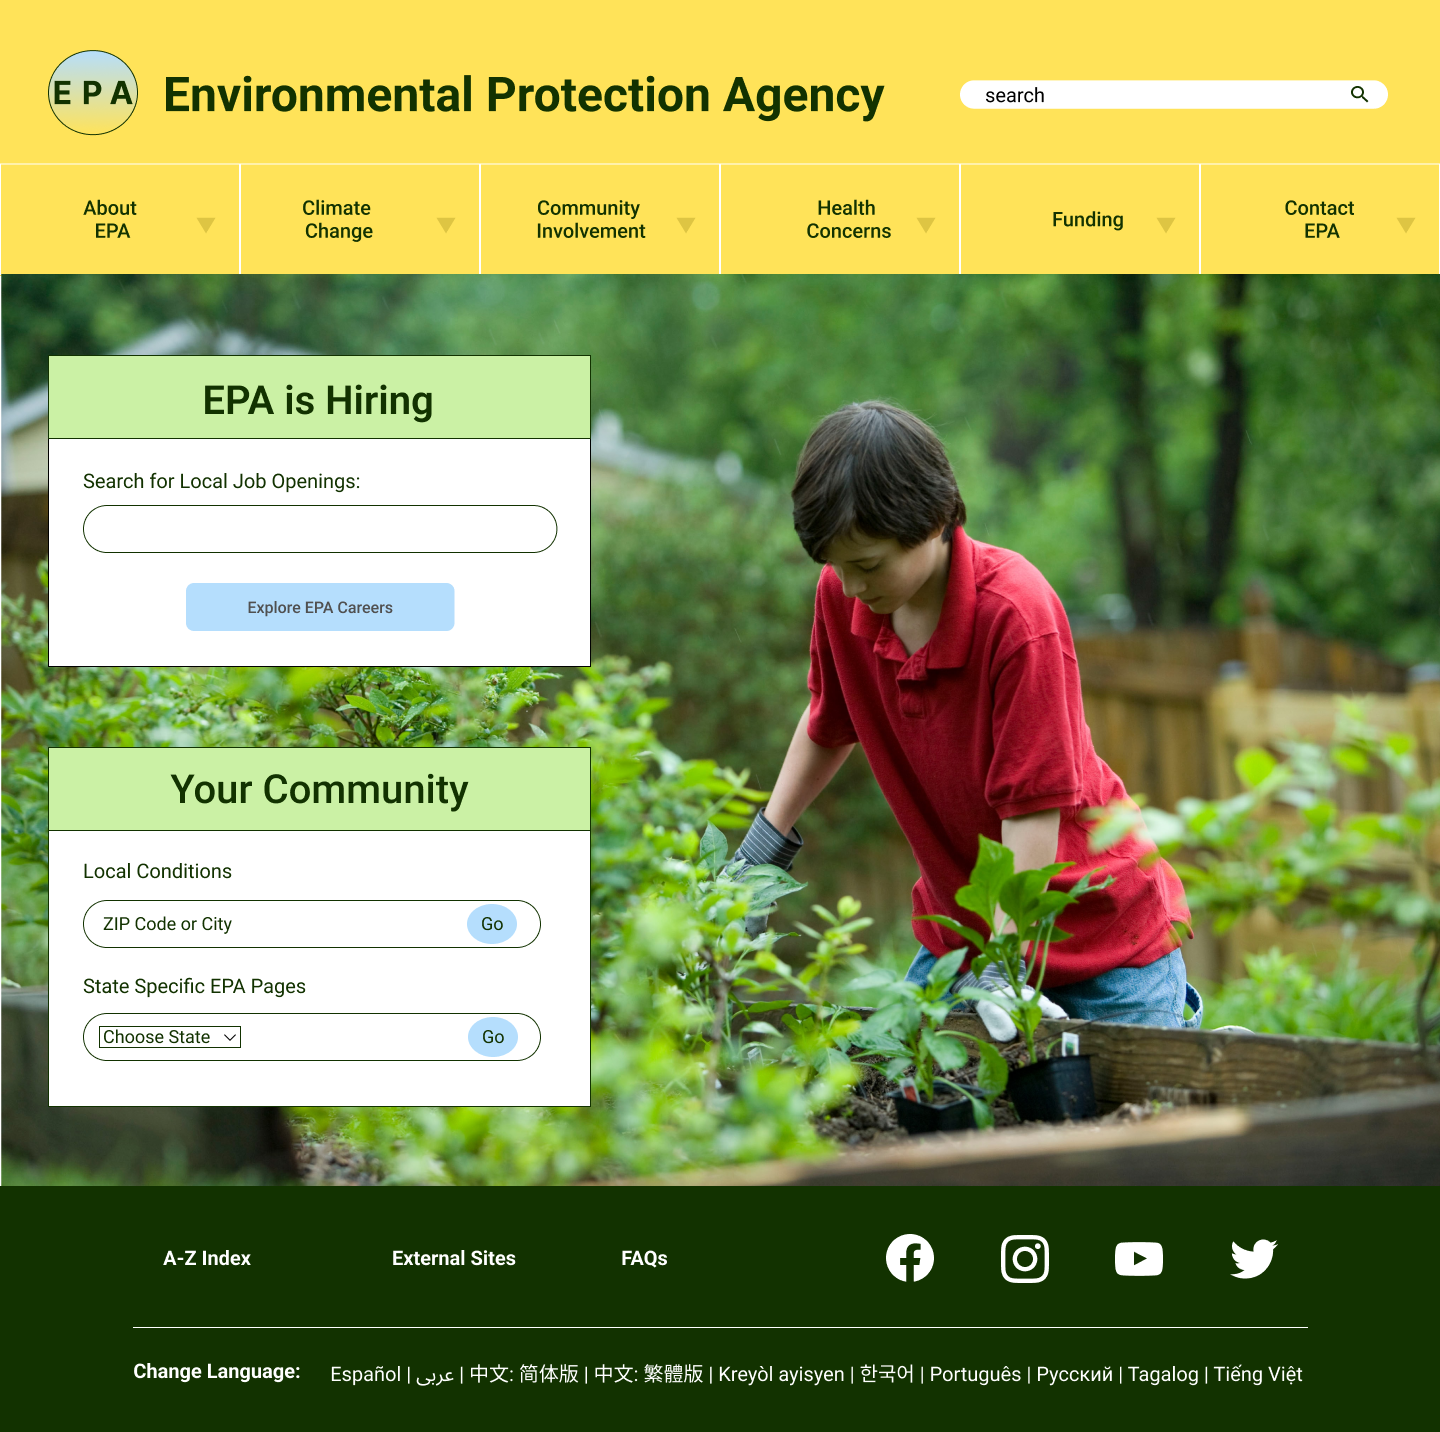 E P A
Environmental Protection Agency
search
About
EPA
Climate
Change
Community
Involvement
Health
Concerns
Funding
Contact
EPA
EPA is Hiring
Search for Local Job Openings:
Explore EPA Careers
Your Community
Local Conditions
ZIP Code or City
Go
State Specific EPA Pages
Choose State
Go
A-Z Index
External Sites
FAQs
Change Language:
Español | عربى | 中文: 简体版 | 中文: 繁體版 | Kreyòl ayisyen | 한국어 | Português | Русский | Tagalog | Tiếng Việt